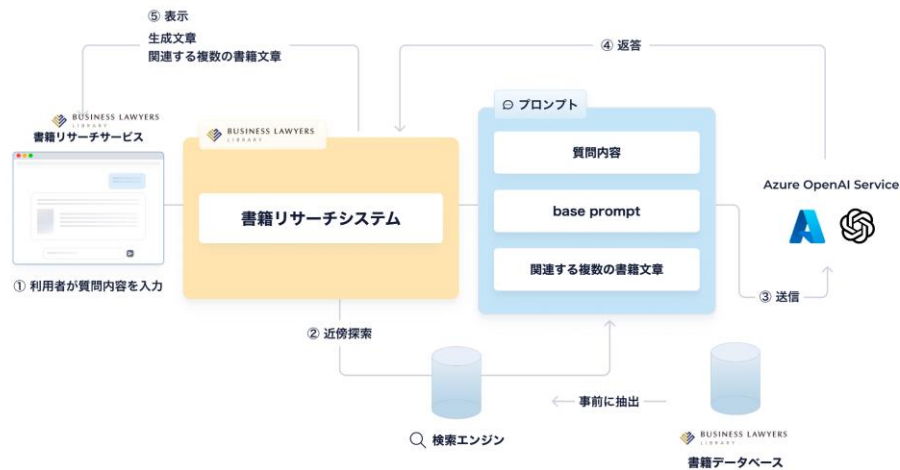 ⑤ 表示
生成文章
関連する複数の書籍文章
④ 返答
BUSINESS LAWYERS
LIBRARY
書籍リサーチサービス
BUSINESS LAWYERS
LIBRARY
書籍リサーチシステム
プロンプト
質問内容
base prompt
関連する複数の書籍文章
Azure OpenAI Service
① 利用者が質問内容を入力
③ 送信
② 近傍探索
事前に抽出
検索エンジン
BUSINESS LAWYERS
LIBRARY
書籍データベース